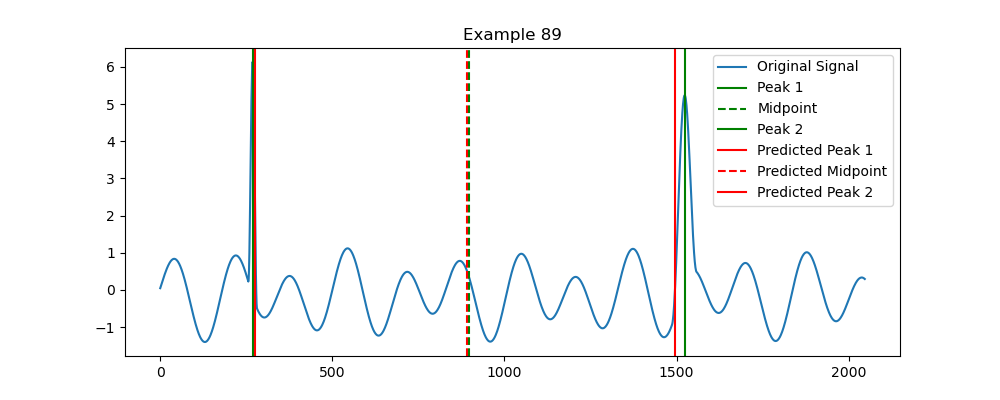 Example 89
6
5
4
3
2
1
0
−1
0
500
1000
1500
2000
Original Signal
Peak 1
Midpoint
Peak 2
Predicted Peak 1
Predicted Midpoint
Predicted Peak 2